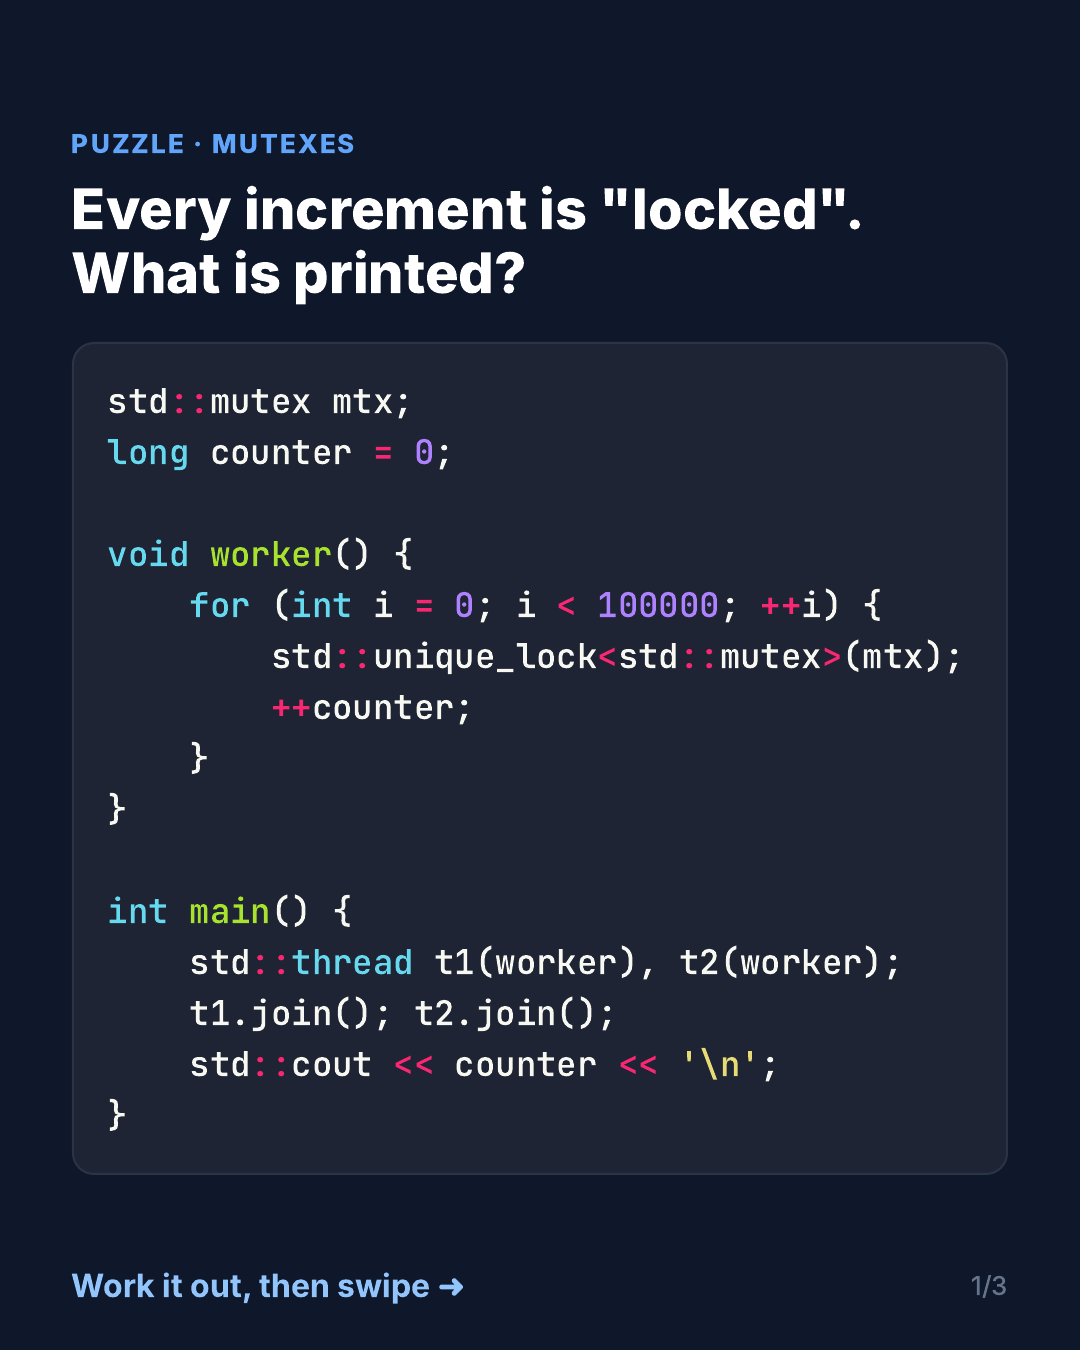 PUZZLE · MUTEXES
Every increment is "locked".
What is printed?
std::mutex mtx;
long counter = 0;
void worker() {
    for (int i = 0; i < 100000; ++i) {
        std::unique_lock<std::mutex>(mtx);
        ++counter;
    }
}
int main() {
    std::thread t1(worker), t2(worker);
    t1.join(); t2.join();
    std::cout << counter << '\n';
}
Work it out, then swipe ➜
1/3